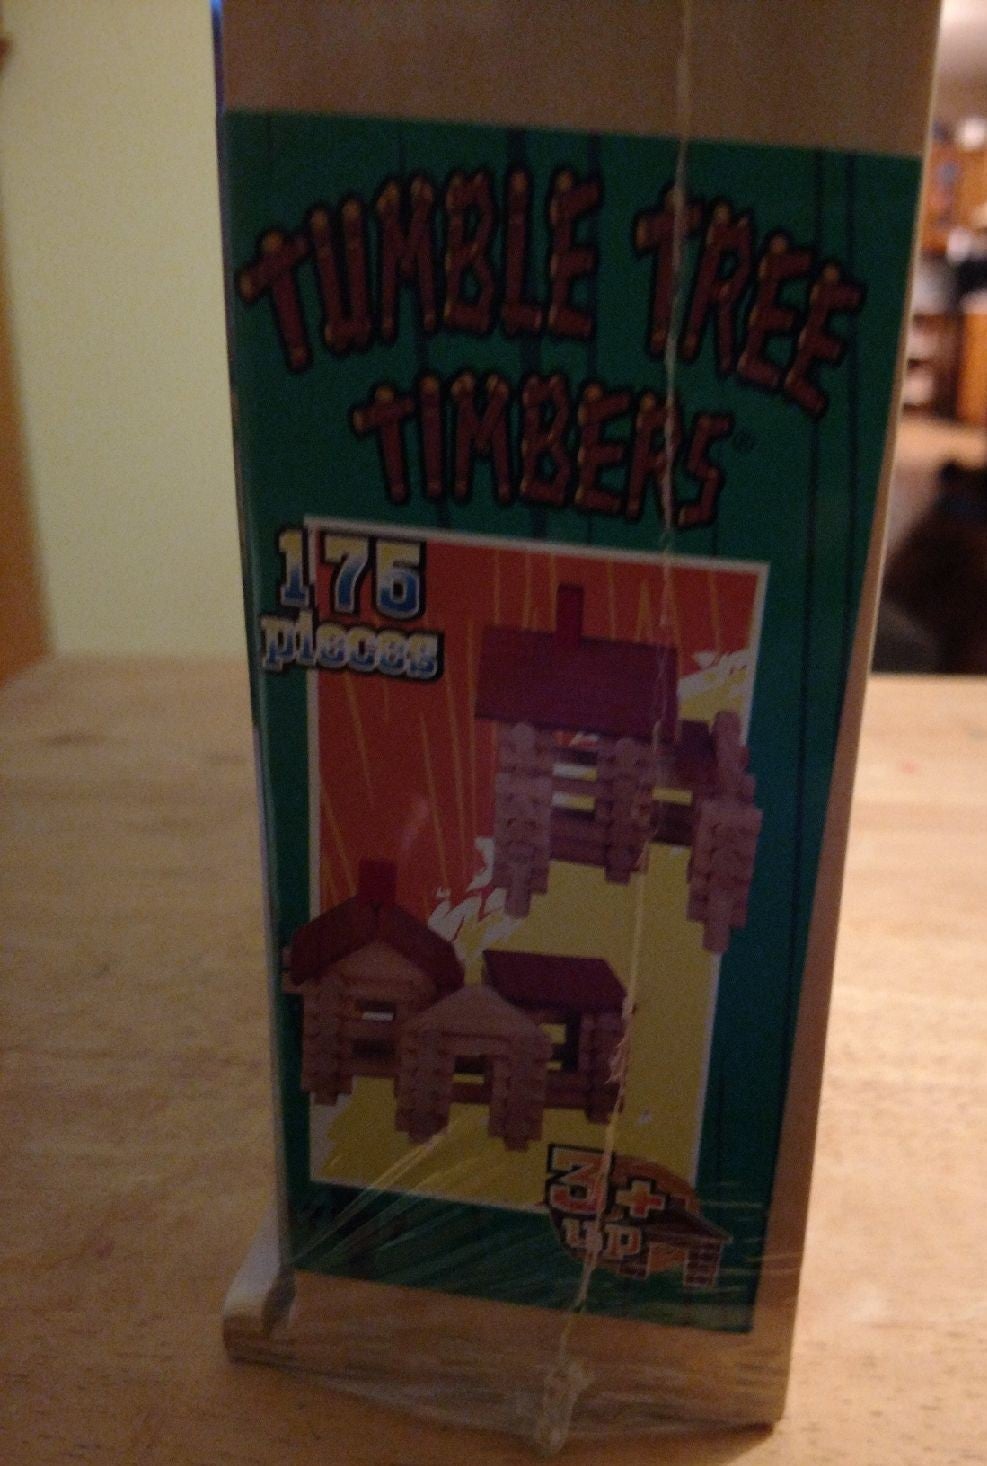 TUMBLE TREE
TIMBERS®
175
pieces
3+
up